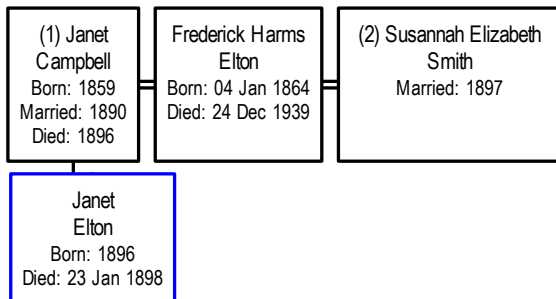 (1) Janet
Campbell
Born: 1859
Married: 1890
Died: 1896
Frederick Harms
Elton
Born: 04 Jan 1864
Died: 24 Dec 1939
(2) Susannah Elizabeth
Smith
Married: 1897
Janet
Elton
Born: 1896
Died: 23 Jan 1898